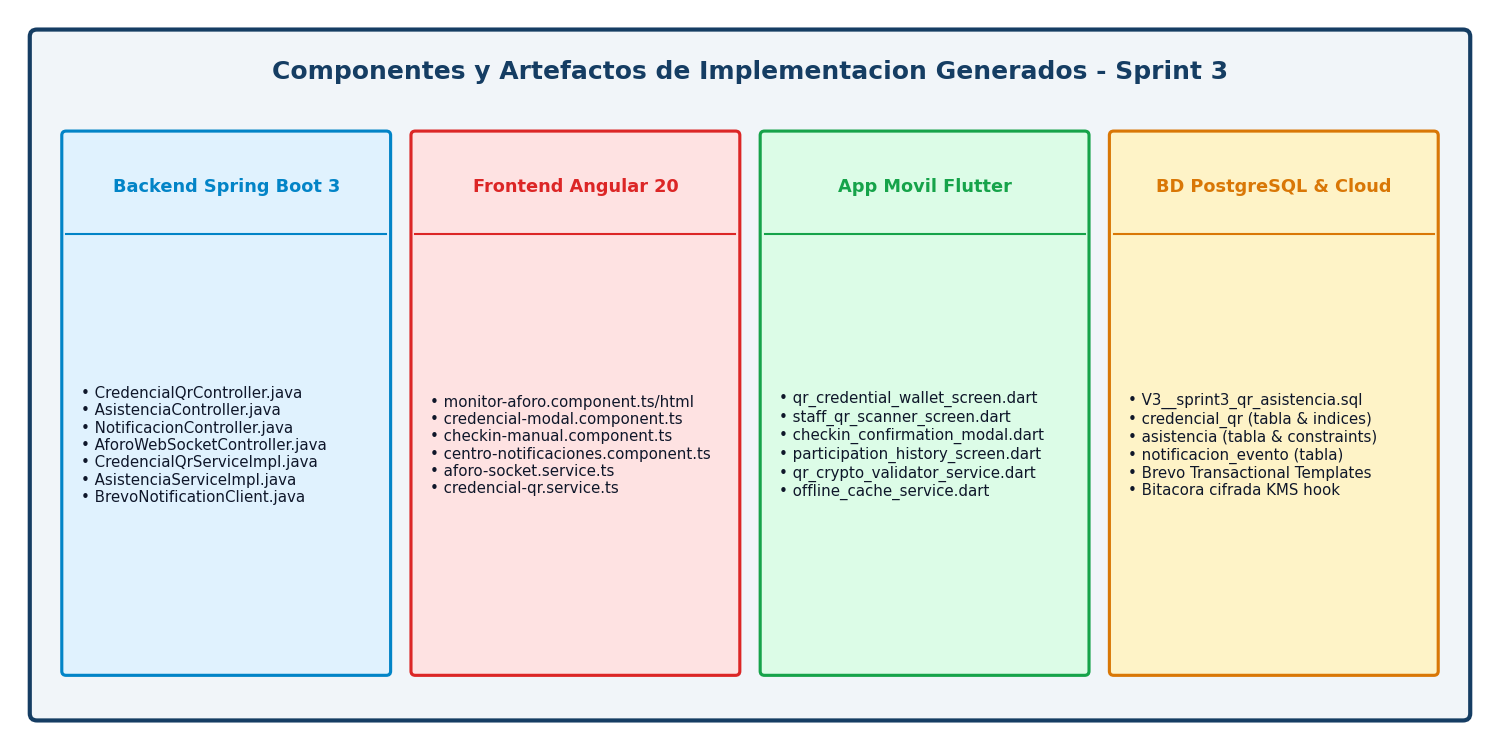 Componentes y Artefactos de Implementacion Generados - Sprint 3
Backend Spring Boot 3
• CredencialQrController.java
• AsistenciaController.java
• NotificacionController.java
• AforoWebSocketController.java
• CredencialQrServiceImpl.java
• AsistenciaServiceImpl.java
• BrevoNotificationClient.java
Frontend Angular 20
• monitor-aforo.component.ts/html
• credencial-modal.component.ts
• checkin-manual.component.ts
• centro-notificaciones.component.ts
• aforo-socket.service.ts
• credencial-qr.service.ts
App Movil Flutter
• qr_credential_wallet_screen.dart
• staff_qr_scanner_screen.dart
• checkin_confirmation_modal.dart
• participation_history_screen.dart
• qr_crypto_validator_service.dart
• offline_cache_service.dart
BD PostgreSQL & Cloud
• V3__sprint3_qr_asistencia.sql
• credencial_qr (tabla & indices)
• asistencia (tabla & constraints)
• notificacion_evento (tabla)
• Brevo Transactional Templates
• Bitacora cifrada KMS hook